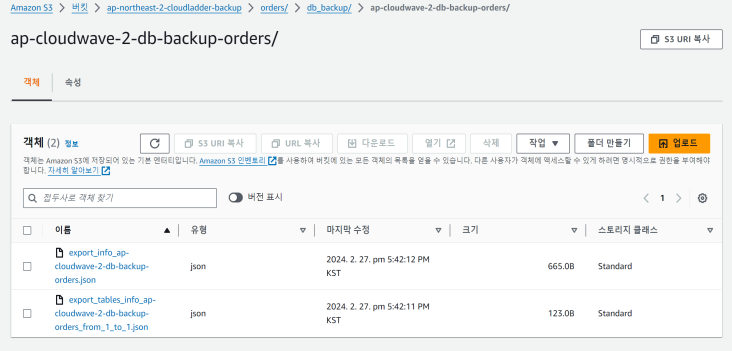 Amazon S3 > 버킷 > ap-northeast-2-cloudladder-backup > orders/ > db_backup/ > ap-cloudwave-2-db-backup-orders/
ap-cloudwave-2-db-backup-orders/
S3 URI 복사
객체 속성
객체 (2) 정보
S3 URI 복사 URL 복사 다운로드 열기 삭제 작업 ▼ 폴더 만들기 업로드
객체는 Amazon S3에 저장되어 있는 기본 엔터티입니다. Amazon S3 인벤토리를 사용하여 버킷에 있는 모든 객체의 목록을 얻을 수 있습니다. 다른 사용자가 객체에 액세스할 수 있게 하려면 명시적으로 권한을 부여해야
합니다. 자세히 알아보기
접두사로 객체 찾기
버전 표시
< 1 >
이름 유형 마지막 수정 크기 스토리지 클래스
export_info_ap-
cloudwave-2-db-backup-
orders.json
json
2024. 2. 27. pm 5:42:12 PM
KST
665.0B
Standard
export_tables_info_ap-
cloudwave-2-db-backup-
orders_from_1_to_1.json
json
2024. 2. 27. pm 5:42:11 PM
KST
123.0B
Standard